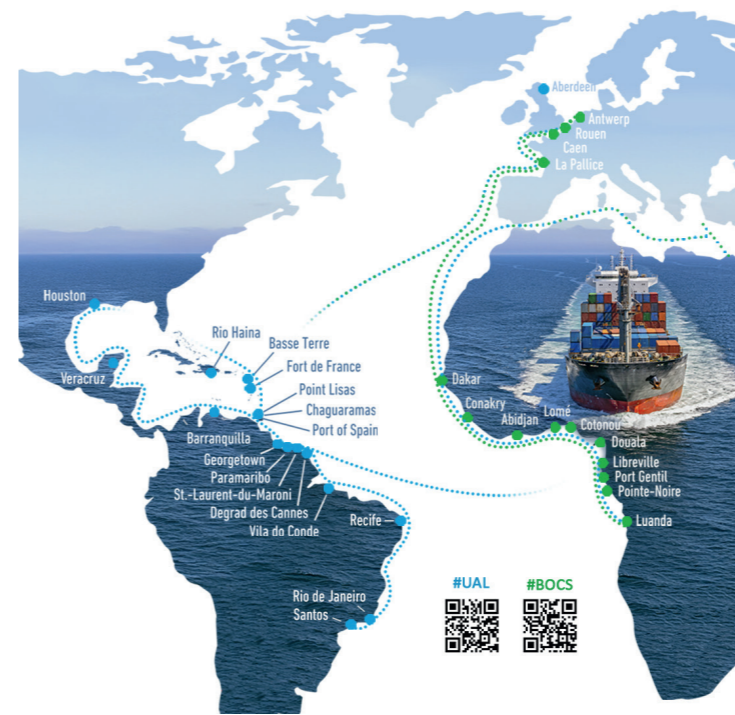 Aberdeen
Antwerp
Rouen
Caen
La Pallice
Houston
Rio Haina
Basse Terre
Veracruz
Fort de France
Dakar
Point Lisas
Conakry
Chaguaramas
Abidjan
Lomé
Cotonou
Port of Spain
Barranquilla
Douala
Georgetown
Libreville
Paramaribo
Port Gentil
St.-Laurent-du-Maroni
Pointe-Noire
Degrad des Cannes
Vila do Conde
Recife
Luanda
#UAL
#BOCS
Rio de Janeiro
Santos